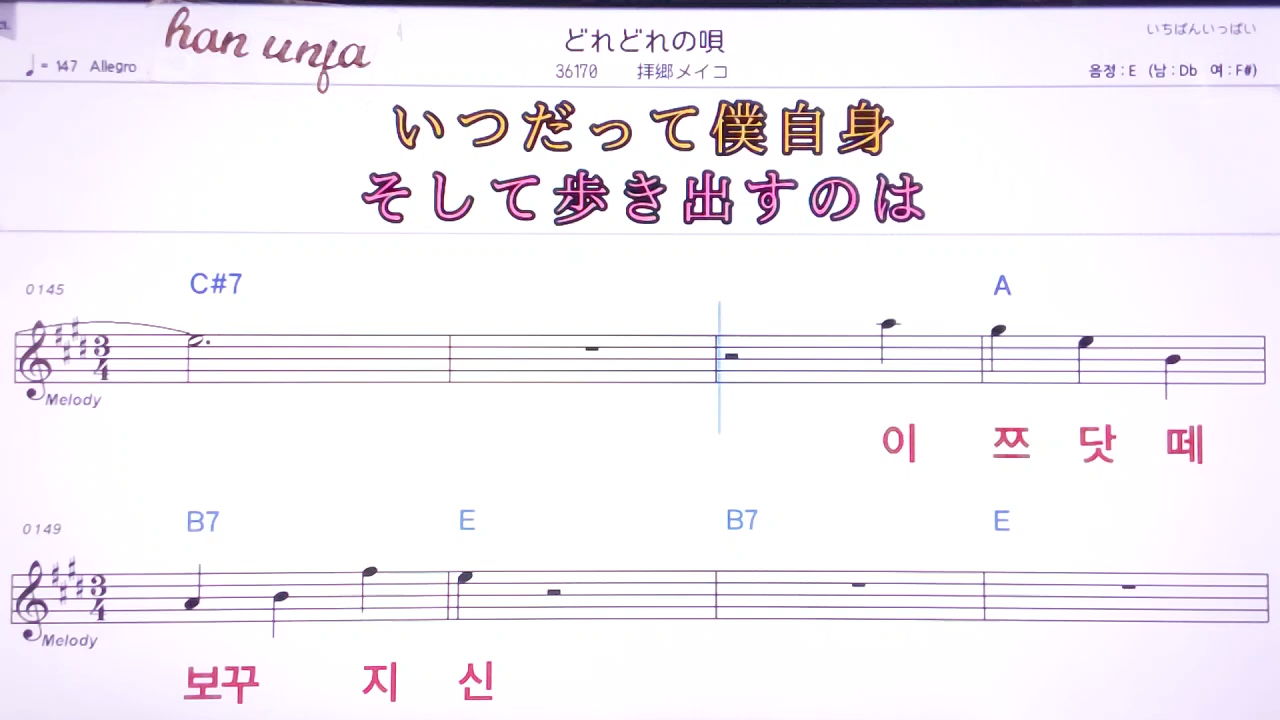 han unfa
どれどれの唄
いちばんいっぱい
♩= 147 Allegro
36170 拝郷メイコ
음정 : E (남 : Db 여 : F#)
いつだって僕自身
そして歩き出すのは
0145
C#7 A
3
4
Melody
이 쯔 닷 떼
0149
B7 E B7 E
3
4
Melody
보꾸 지 신